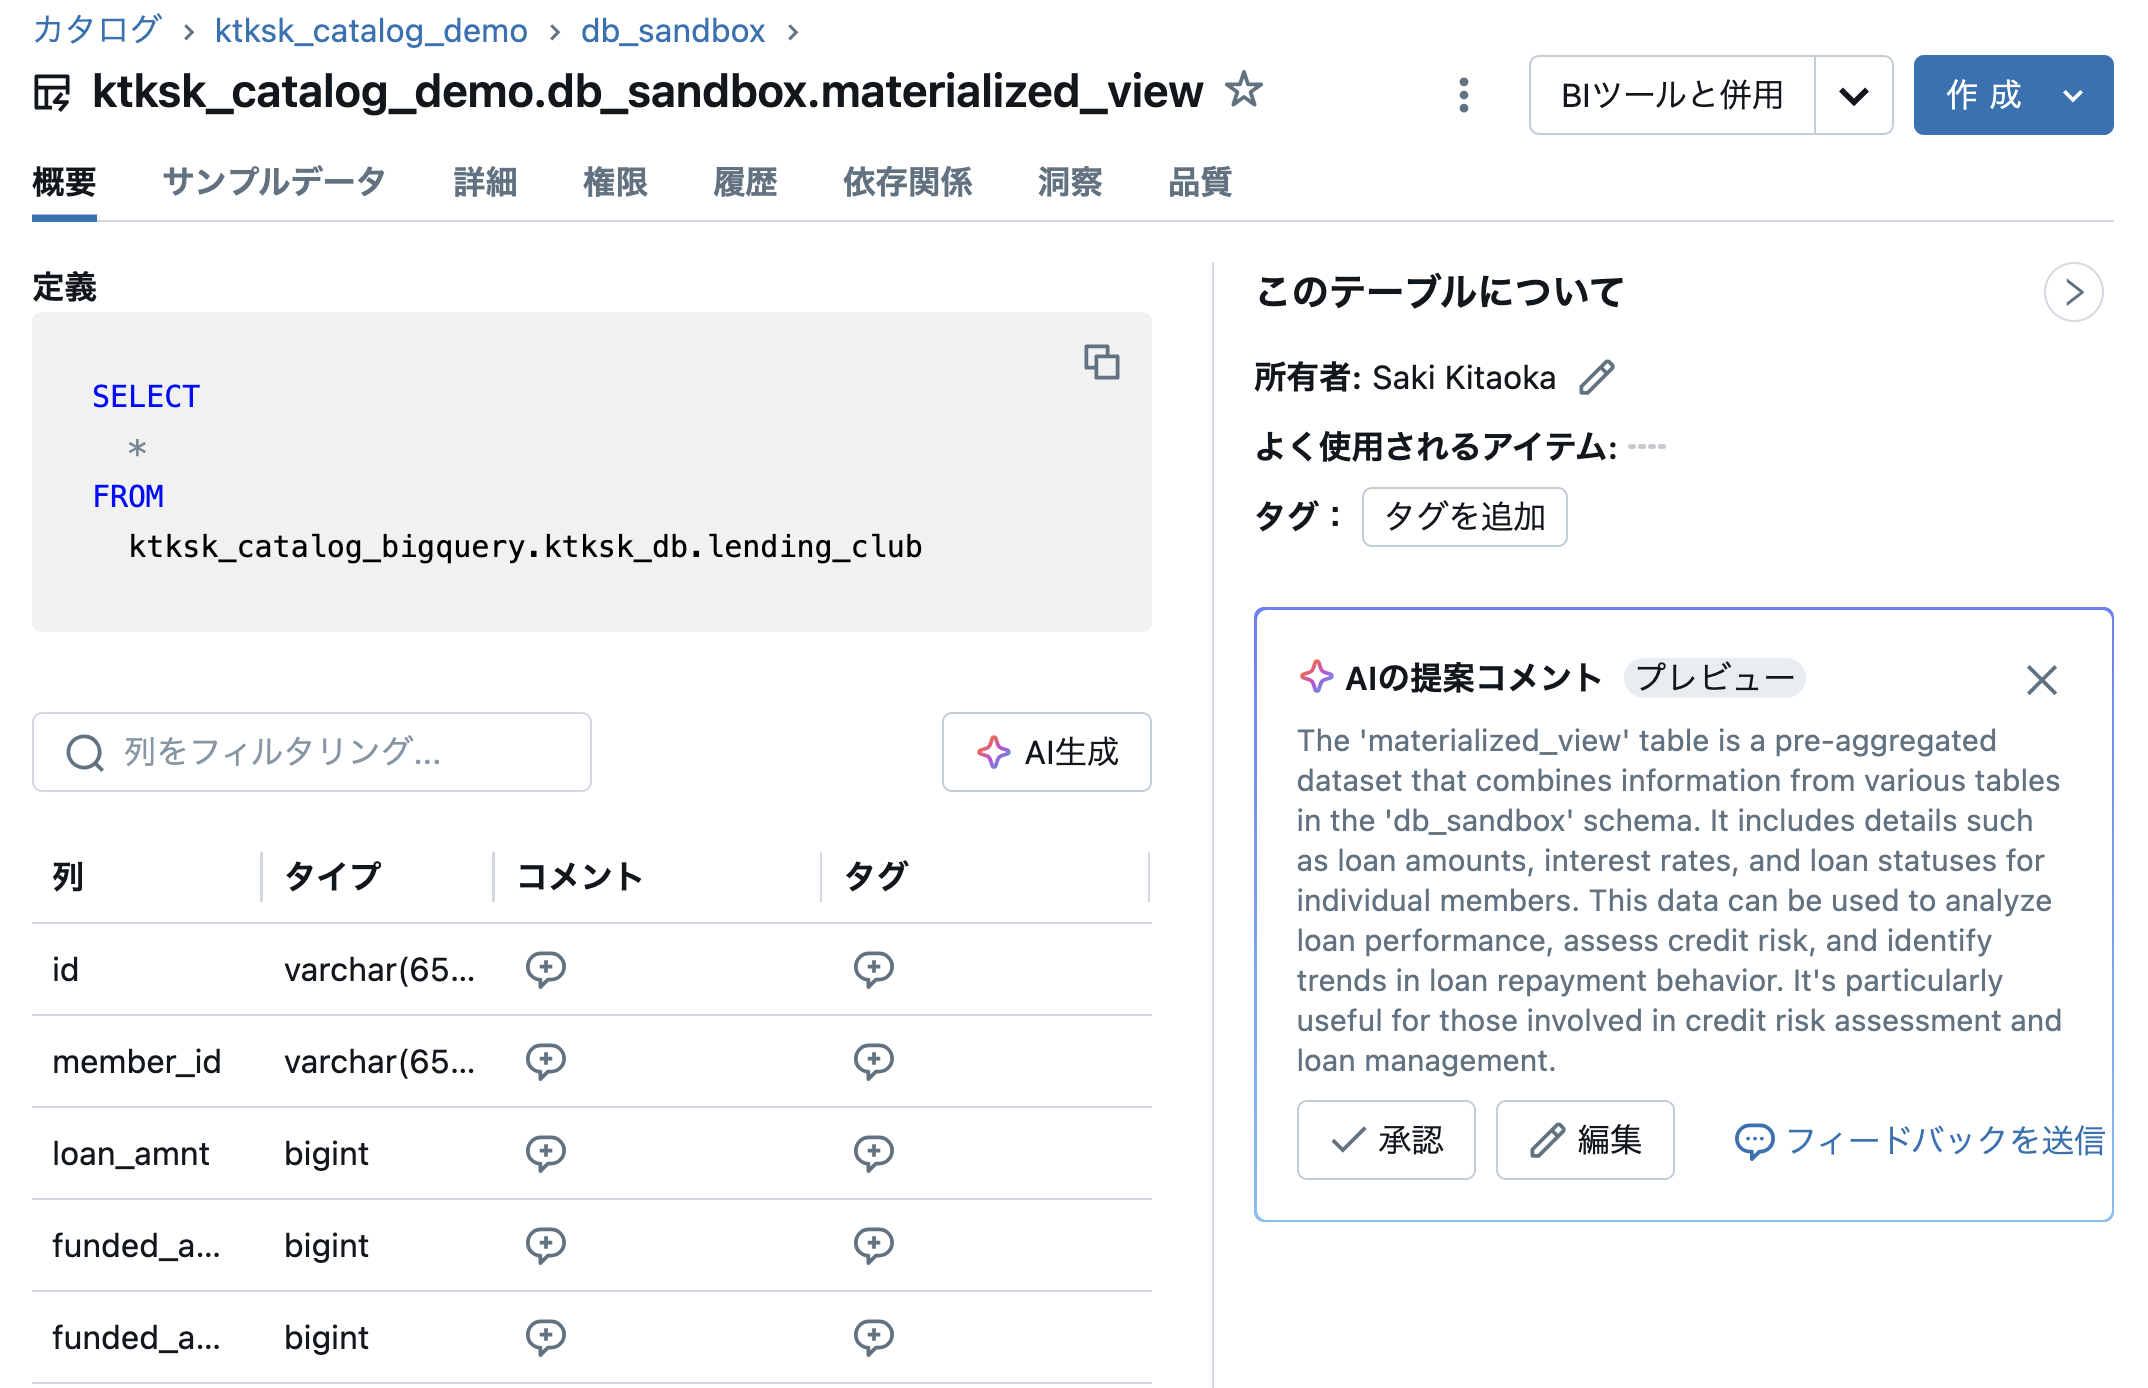 カタログ › ktksk_catalog_demo › db_sandbox ›
ktksk_catalog_demo.db_sandbox.materialized_view
BIツールと併用
作成
概要 サンプルデータ 詳細 権限 履歴 依存関係 洞察 品質
定義
SELECT
*
FROM
ktksk_catalog_bigquery.ktksk_db.lending_club
列をフィルタリング...
AI生成
列 タイプ コメント タグ
id varchar(65...
member_id varchar(65...
loan_amnt bigint
funded_a... bigint
funded_a... bigint
このテーブルについて
所有者: Saki Kitaoka
よく使用されるアイテム: ----
タグ： タグを追加
AIの提案コメント プレビュー
The 'materialized_view' table is a pre-aggregated
dataset that combines information from various tables
in the 'db_sandbox' schema. It includes details such
as loan amounts, interest rates, and loan statuses for
individual members. This data can be used to analyze
loan performance, assess credit risk, and identify
trends in loan repayment behavior. It's particularly
useful for those involved in credit risk assessment and
loan management.
承認 編集 フィードバックを送信